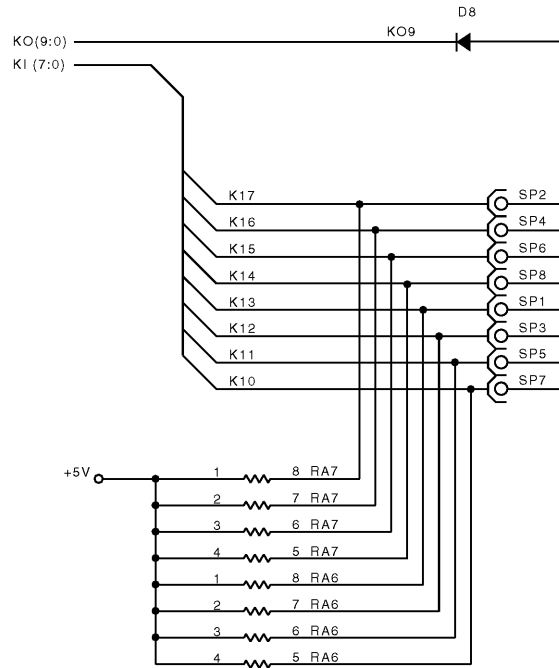 D8
KO(9:0)
KO9
KI (7:0)
K17
SP2
K16
SP4
K15
SP6
K14
SP8
K13
SP1
K12
SP3
K11
SP5
K10
SP7
+5V
1 8 RA7
2 7 RA7
3 6 RA7
4 5 RA7
1 8 RA6
2 7 RA6
3 6 RA6
4 5 RA6